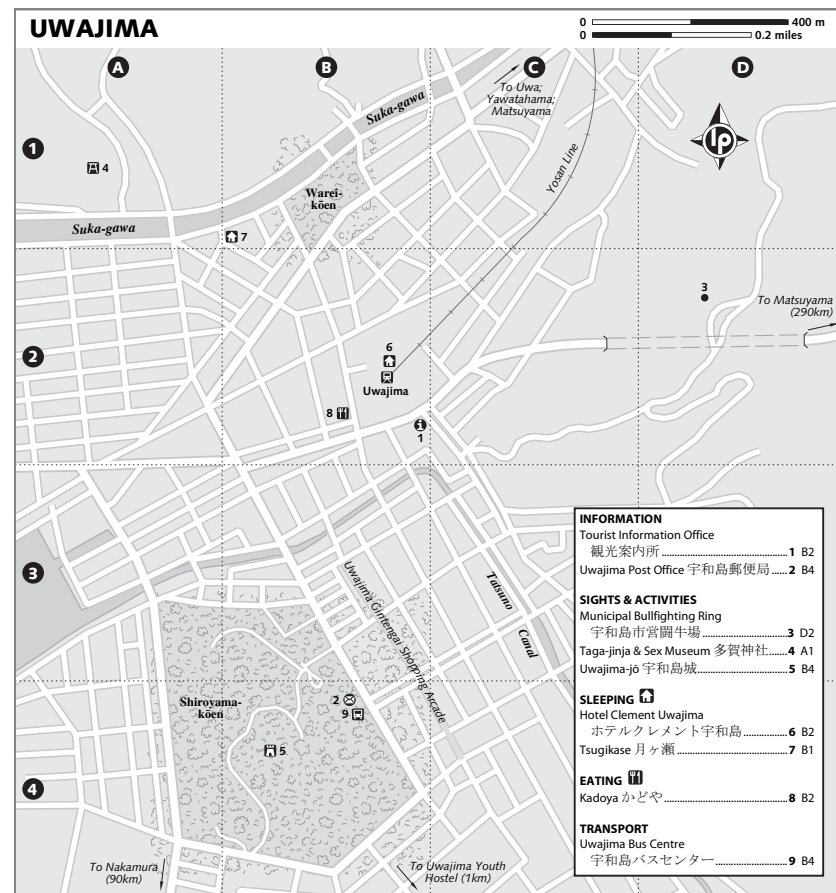 UWAJIMA
0 400 m
0 0.2 miles
A B C D
To Uwa;
Yawatahama;
Matsuyama
Suka-gawa
lp
1
4
Yosan Line
Warei-
kōen
Suka-gawa
7
3
To Matsuyama
(290km)
2
6
Uwajima
8
1
3
Uwajima Gintengai Shopping Arcade
Tatsuno
Canal
Shiroyama-
kōen
2
9
5
4
To Nakamura
(90km)
To Uwajima Youth
Hostel (1km)
INFORMATION
Tourist Information Office
観光案内所 1 B2
Uwajima Post Office 宇和島郵便局 2 B4
SIGHTS & ACTIVITIES
Municipal Bullfighting Ring
宇和島市営闘牛場 3 D2
Taga-jinja & Sex Museum 多賀神社 4 A1
Uwajima-jō 宇和島城 5 B4
SLEEPING
Hotel Clement Uwajima
ホテルクレメント宇和島 6 B2
Tsugikase 月ヶ瀬 7 B1
EATING
Kadoya かどや 8 B2
TRANSPORT
Uwajima Bus Centre
宇和島バスセンター 9 B4